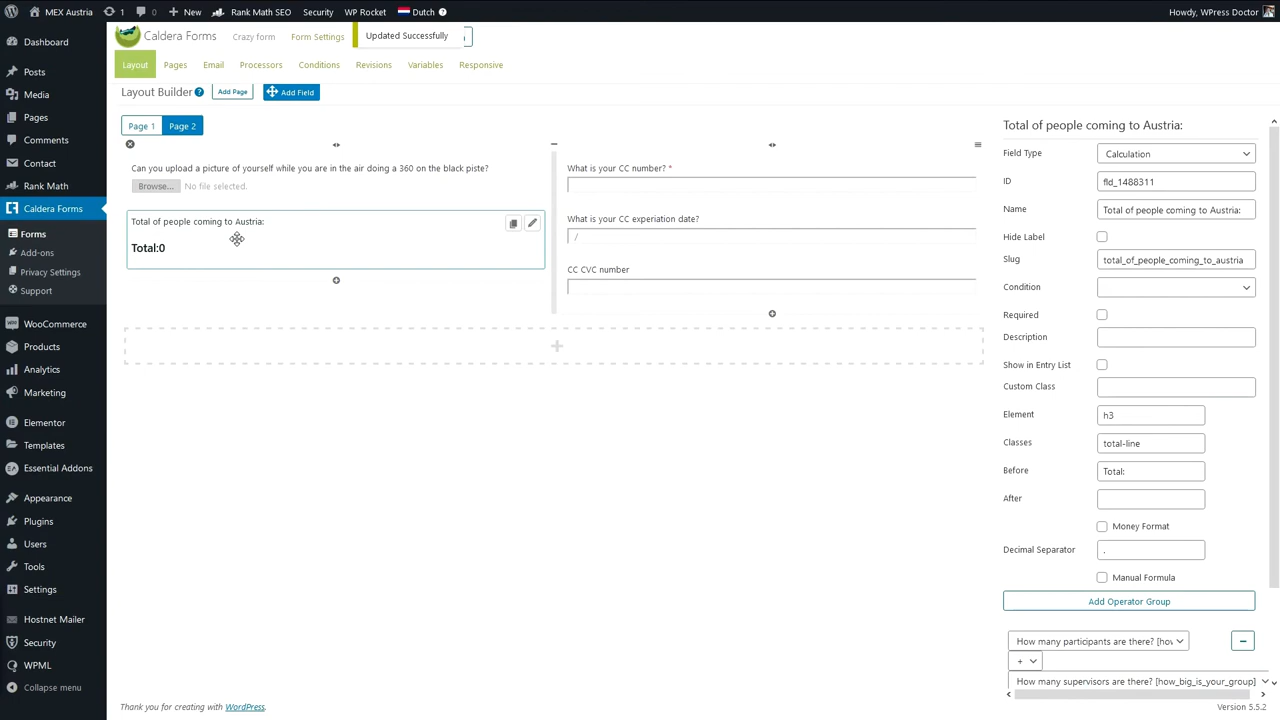 MEX Austria
1
0
New
Rank Math SEO
Security
WP Rocket
Dutch
Howdy, WPress Doctor
Dashboard
Posts
Media
Pages
Comments
Contact
Rank Math
Caldera Forms
Forms
Add-ons
Privacy Settings
Support
WooCommerce
Products
Analytics
Marketing
Elementor
Templates
Essential Addons
Appearance
Plugins
Users
Tools
Settings
Hostnet Mailer
Security
WPML
Collapse menu
Caldera Forms
Crazy form
Form Settings
Updated Successfully
Layout
Pages
Email
Processors
Conditions
Revisions
Variables
Responsive
Layout Builder
Add Page
Add Field
Page 1
Page 2
Can you upload a picture of yourself while you are in the air doing a 360 on the black piste?
Browse... No file selected.
Total of people coming to Austria:
Total:0
What is your CC number? *
What is your CC experiation date?
/
CC CVC number
Total of people coming to Austria:
Field Type
Calculation
ID
fld_1488311
Name
Total of people coming to Austria:
Hide Label
Slug
total_of_people_coming_to_austria
Condition
Required
Description
Show in Entry List
Custom Class
Element
h3
Classes
total-line
Before
Total:
After
Money Format
Decimal Separator
.
Manual Formula
Add Operator Group
How many participants are there? [hov
+
How many supervisors are there? [how_big_is_your_group]
Thank you for creating with WordPress.
Version 5.5.2